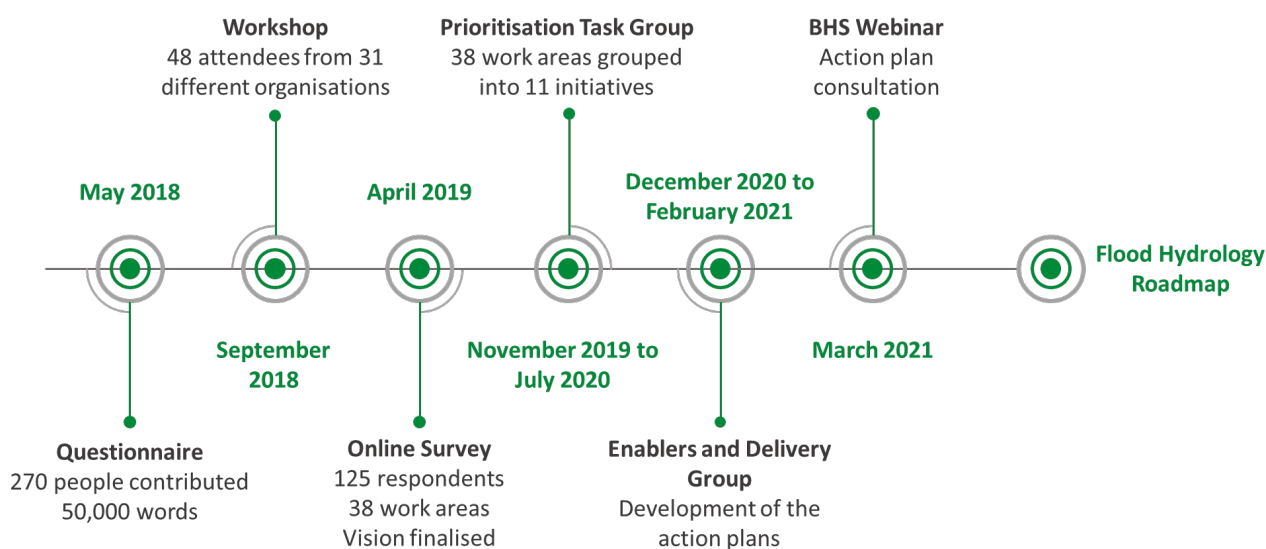 Workshop
48 attendees from 31
different organisations
Prioritisation Task Group
38 work areas grouped
into 11 initiatives
BHS Webinar
Action plan
consultation
May 2018
April 2019
December 2020 to
February 2021
Flood Hydrology
Roadmap
September
2018
November 2019 to
July 2020
March 2021
Questionnaire
270 people contributed
50,000 words
Online Survey
125 respondents
38 work areas
Vision finalised
Enablers and Delivery
Group
Development of the
action plans